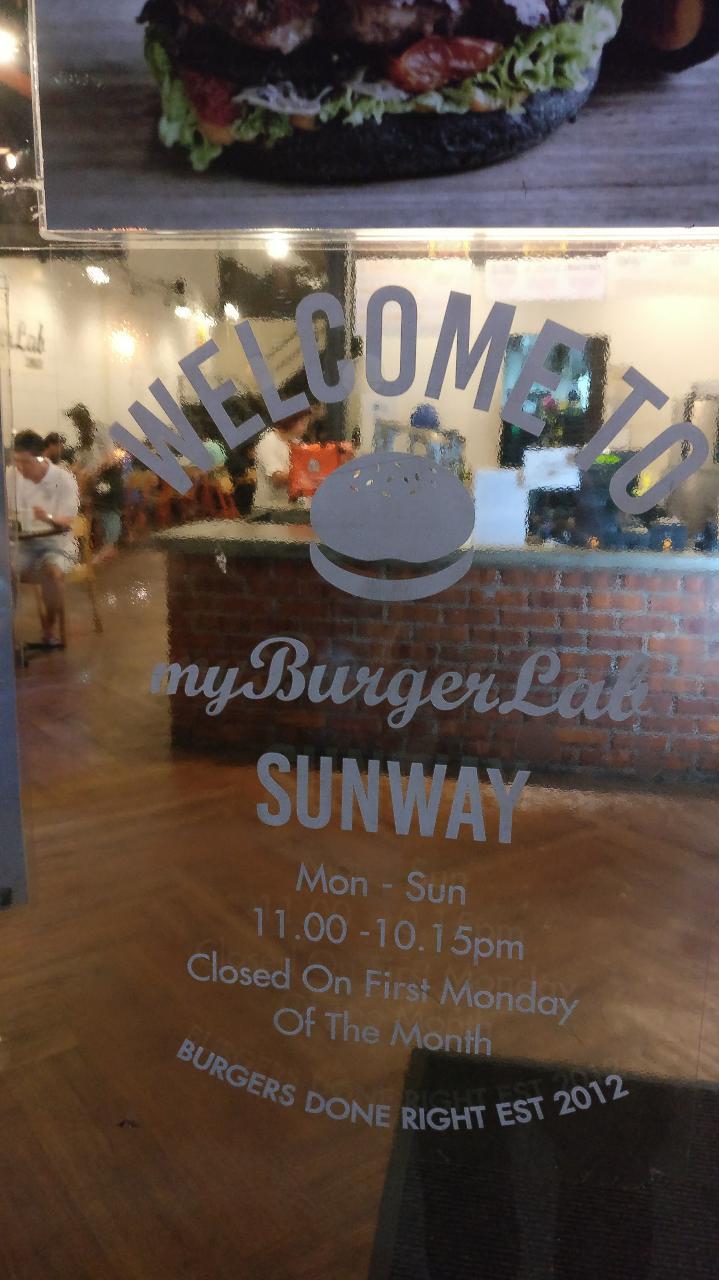 WELCOME TO
myBurgerLab
SUNWAY
Mon - Sun
11.00 -10.15pm
Closed On First Monday
Of The Month
BURGERS DONE RIGHT EST 2012